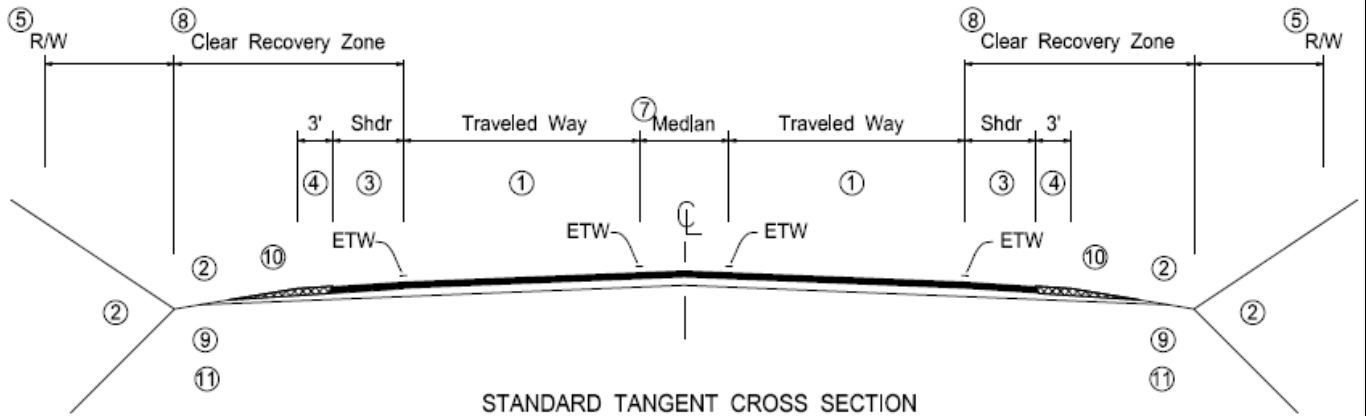 ⑤ R/W ⑧ Clear Recovery Zone ⑧ Clear Recovery Zone ⑤ R/W
3' Shdr Traveled Way ⑦ Median Traveled Way Shdr 3'
④ ③ ① ① ③ ④
CL
ETW ETW ETW ETW
② ⑩ ⑩ ②
② ②
⑨ ⑨
⑪ ⑪
STANDARD TANGENT CROSS SECTION